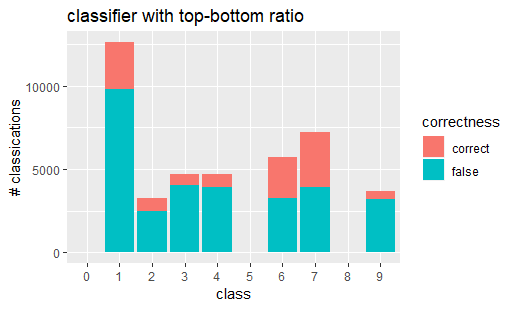 classifier with top-bottom ratio
# classications
10000
5000
0
0 1 2 3 4 5 6 7 8 9
class
correctness
correct
false